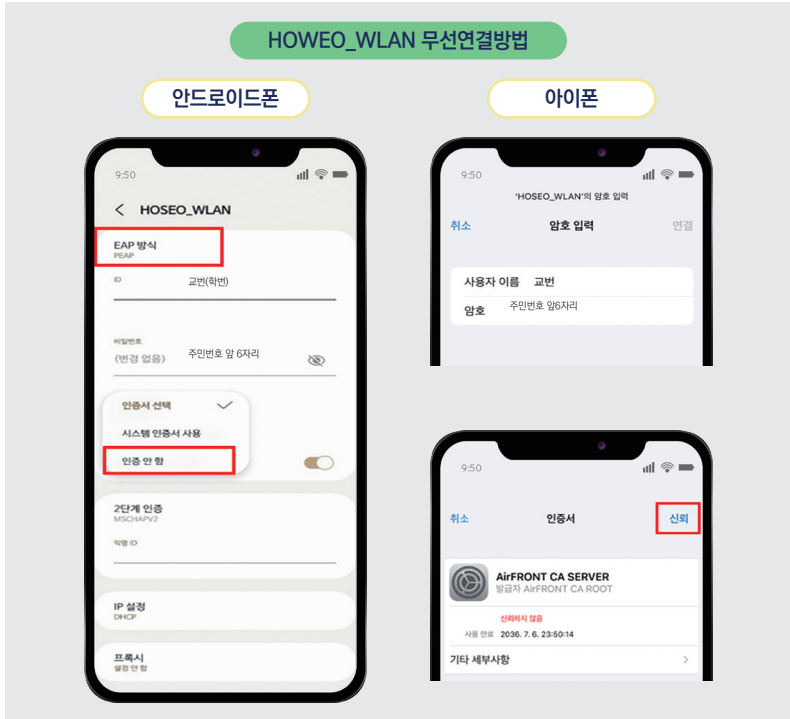 HOWEO_WLAN 무선연결방법
안드로이드폰
9:50
< HOSEO_WLAN
EAP 방식
PEAP
ID 교번(학번)
비밀번호
(변경 없음) 주민번호 앞 6자리
인증서 선택
시스템 인증서 사용
인증 안 함
2단계 인증
MSCHAPV2
익명 ID
IP 설정
DHCP
프록시
설정 안 함
아이폰
9:50
'HOSEO_WLAN'의 암호 입력
취소 암호 입력 연결
사용자 이름 교번
암호 주민번호 앞6자리
9:50
취소 인증서 신뢰
AirFRONT CA SERVER
발급자 AirFRONT CA ROOT
신뢰하지 않음
사용 만료 2036. 7. 6. 23:50:14
기타 세부사항 >